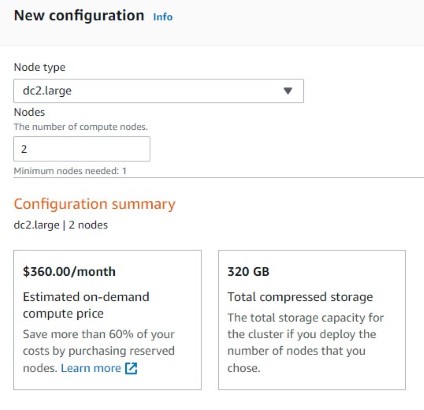 New configuration Info
Node type
dc2.large
Nodes
The number of compute nodes.
2
Minimum nodes needed: 1
Configuration summary
dc2.large | 2 nodes
$360.00/month
Estimated on-demand
compute price
Save more than 60% of your
costs by purchasing reserved
nodes. Learn more
320 GB
Total compressed storage
The total storage capacity for
the cluster if you deploy the
number of nodes that you
chose.